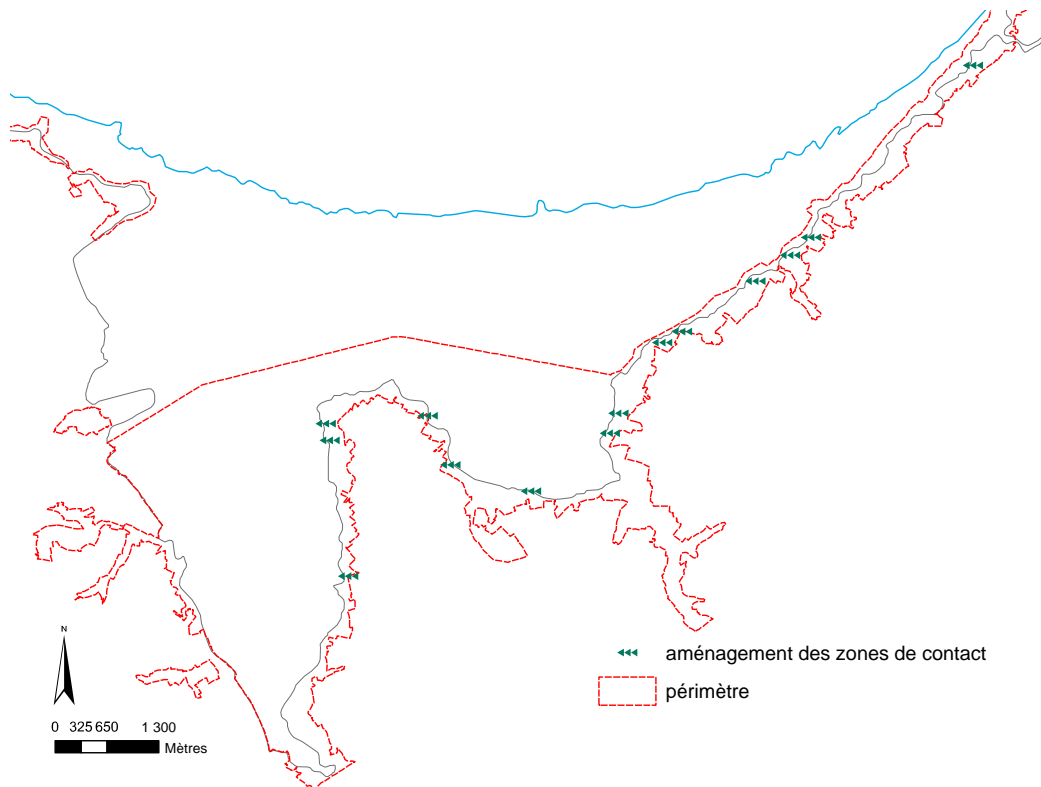 aménagement des zones de contact
N
périmètre
0 325 650 1 300
Mètres